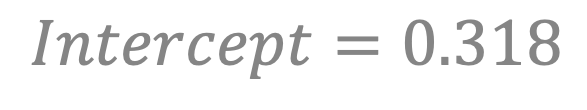 Intercept = 0.318